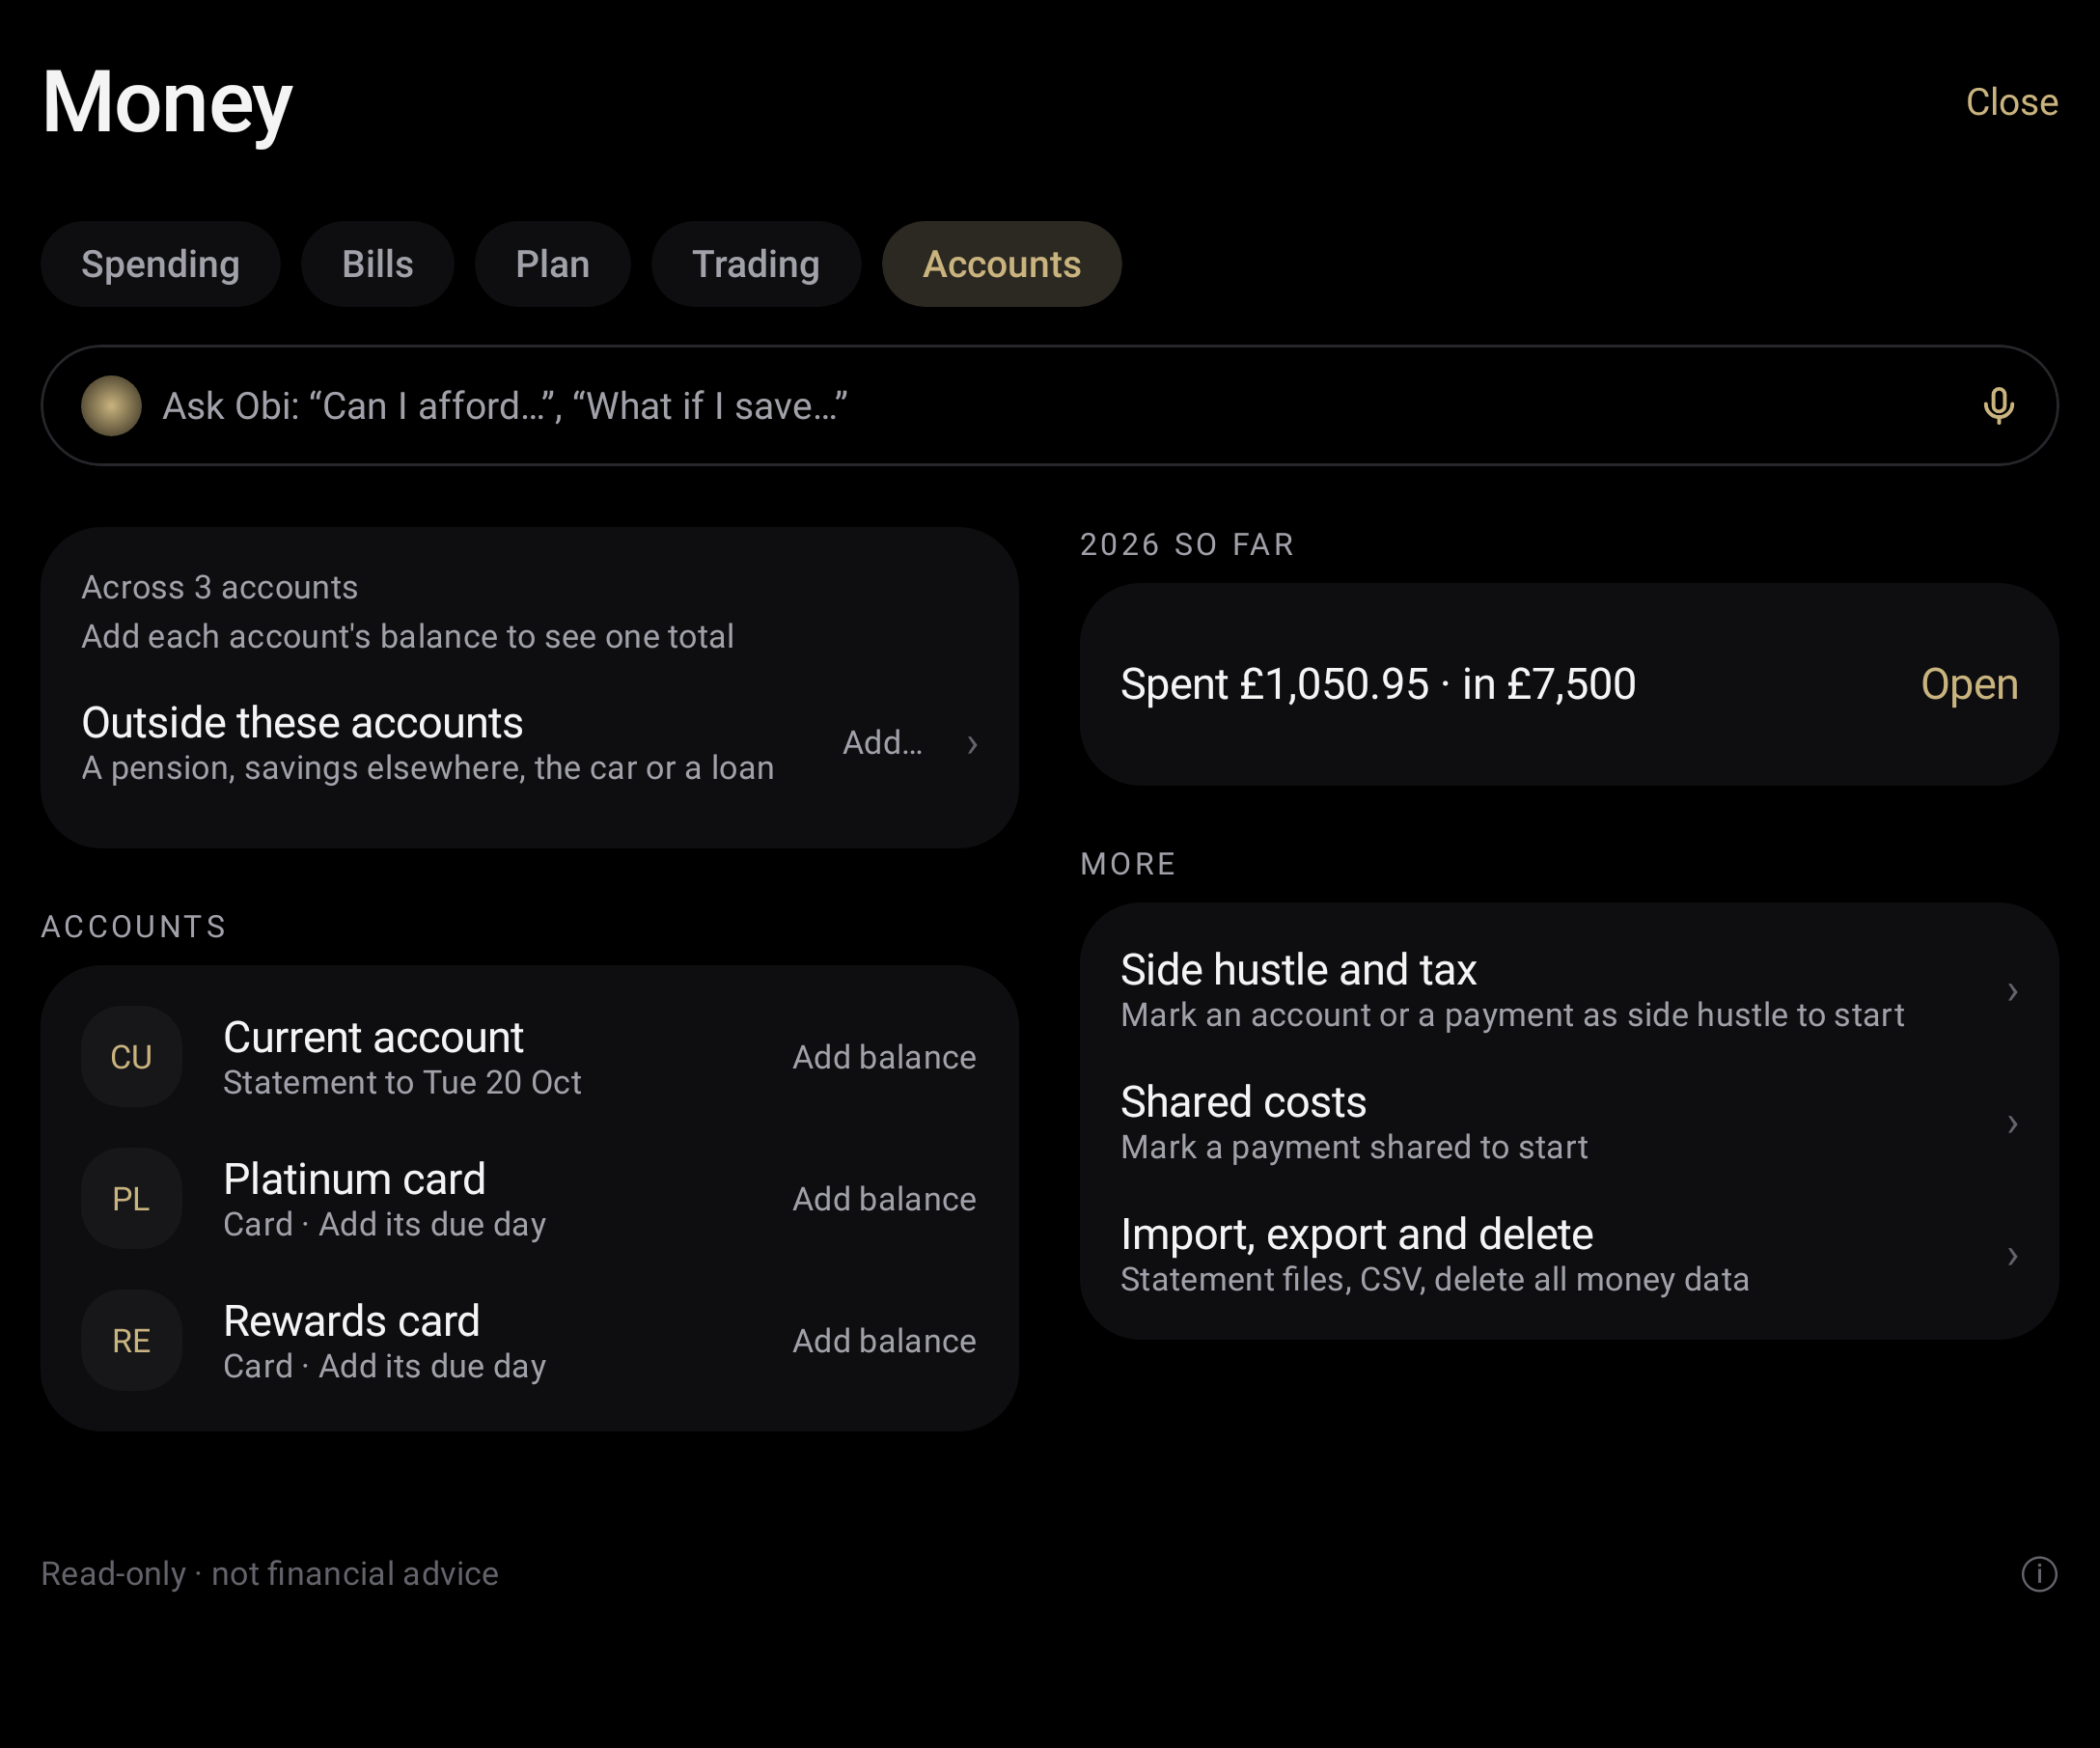 Money
Close
Spending
Bills
Plan
Trading
Accounts
Ask Obi: “Can I afford…”, “What if I save…”
Across 3 accounts
Add each account's balance to see one total
Outside these accounts
A pension, savings elsewhere, the car or a loan
Add…
ACCOUNTS
CU
Current account
Statement to Tue 20 Oct
Add balance
PL
Platinum card
Card · Add its due day
Add balance
RE
Rewards card
Card · Add its due day
Add balance
2026 SO FAR
Spent £1,050.95 · in £7,500
Open
MORE
Side hustle and tax
Mark an account or a payment as side hustle to start
Shared costs
Mark a payment shared to start
Import, export and delete
Statement files, CSV, delete all money data
Read-only · not financial advice